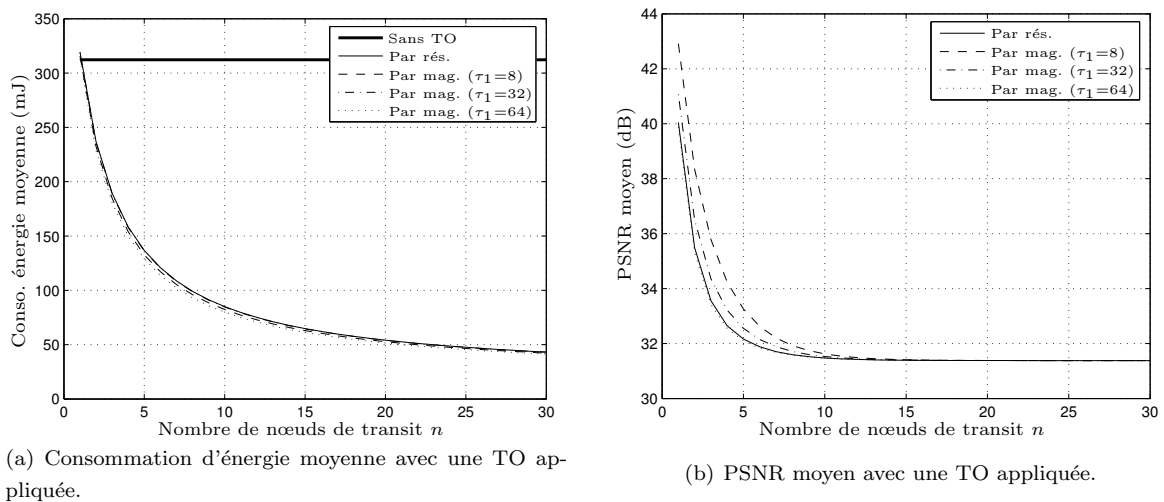 350
300
250
200
150
100
50
0
0 5 10 15 20 25 30
Conso. énergie moyenne (mJ)
Nombre de nœuds de transit n
Sans TO
Par rés.
Par mag. (τ1=8)
Par mag. (τ1=32)
Par mag. (τ1=64)
(a) Consommation d'énergie moyenne avec une TO ap-
pliquée.
44
42
40
38
36
34
32
30
0 5 10 15 20 25 30
PSNR moyen (dB)
Nombre de nœuds de transit n
Par rés.
Par mag. (τ1=8)
Par mag. (τ1=32)
Par mag. (τ1=64)
(b) PSNR moyen avec une TO appliquée.